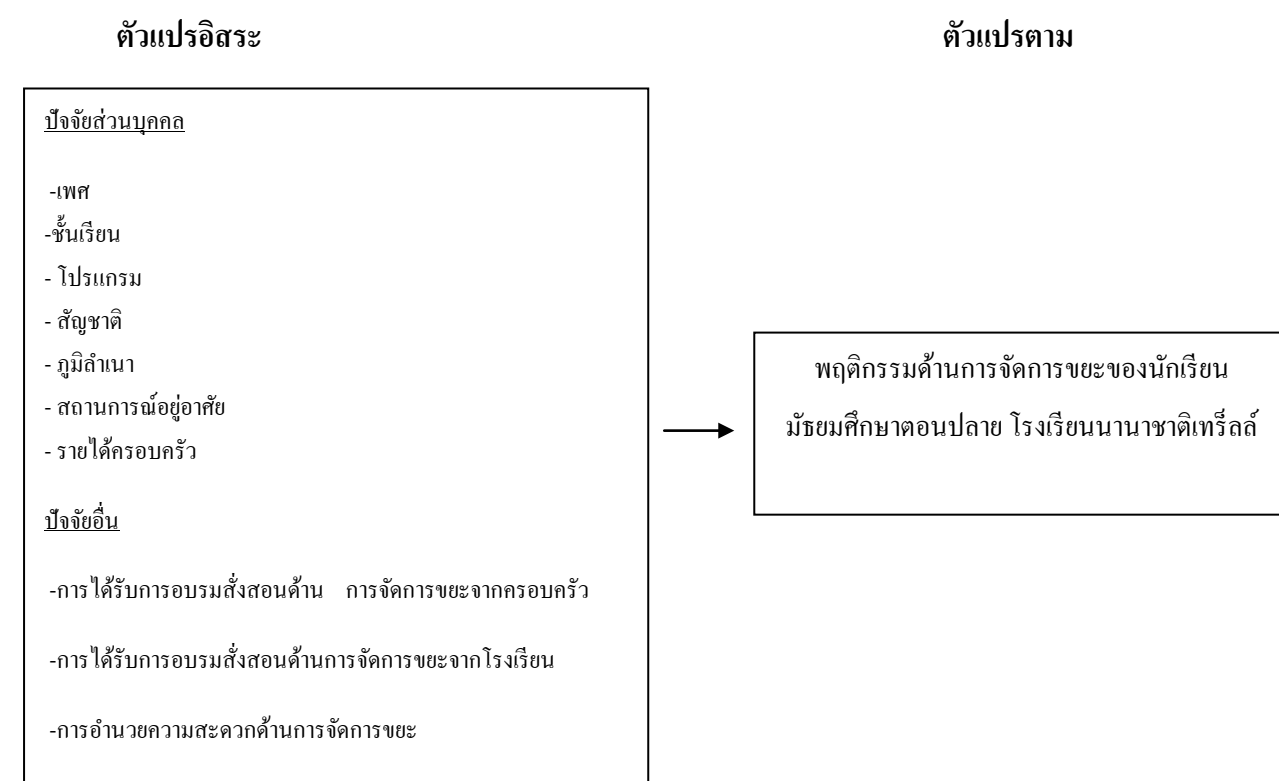 ตัวแปรอิสระ
ตัวแปรตาม
ปัจจัยส่วนบุคคล
-เพศ
-ชั้นเรียน
- โปรแกรม
- สัญชาติ
- ภูมิลำเนา
- สถานการณ์อยู่อาศัย
- รายได้ครอบครัว
ปัจจัยอื่น
-การได้รับการอบรมสั่งสอนด้าน การจัดการขยะจากครอบครัว
-การได้รับการอบรมสั่งสอนด้านการจัดการขยะจากโรงเรียน
-การอำนวยความสะดวกด้านการจัดการขยะ
พฤติกรรมด้านการจัดการขยะของนักเรียน
มัธยมศึกษาตอนปลาย โรงเรียนนานาชาติเทร็ลล์